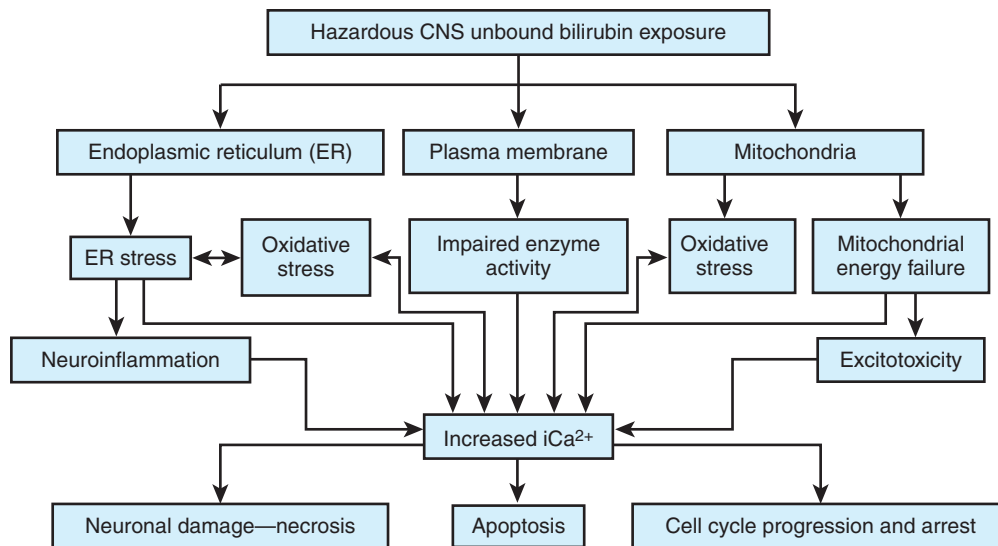 Hazardous CNS unbound bilirubin exposure
Endoplasmic reticulum (ER)
Plasma membrane
Mitochondria
ER stress
Oxidative
stress
Impaired enzyme
activity
Oxidative
stress
Mitochondrial
energy failure
Neuroinflammation
Excitotoxicity
Increased iCa²⁺
Neuronal damage—necrosis
Apoptosis
Cell cycle progression and arrest